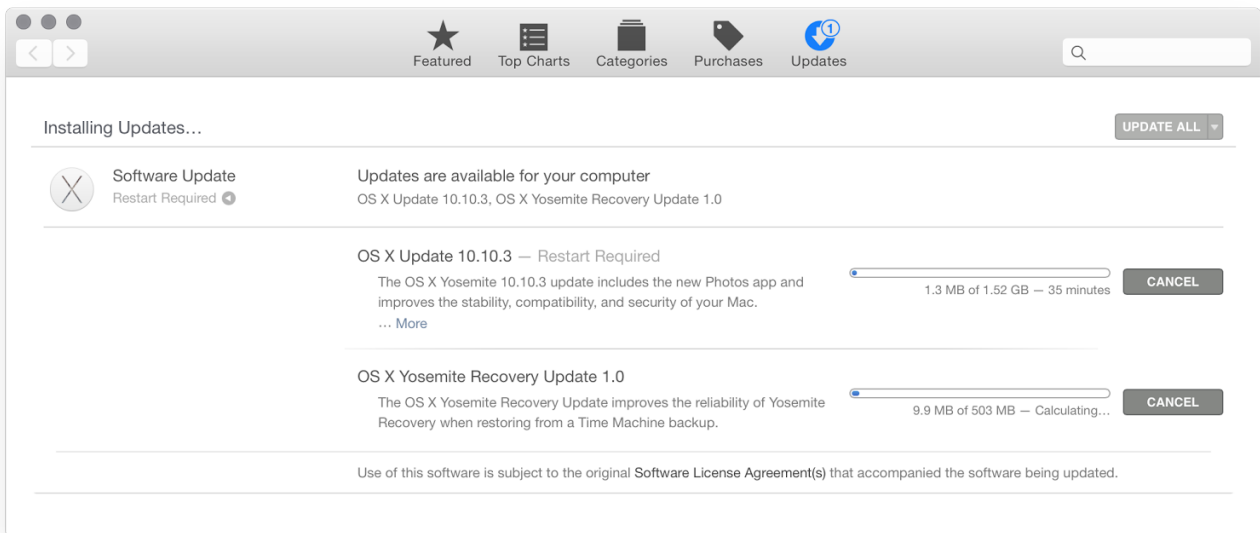 Featured Top Charts Categories Purchases Updates
1
Installing Updates…
UPDATE ALL
Software Update
Restart Required
Updates are available for your computer
OS X Update 10.10.3, OS X Yosemite Recovery Update 1.0
OS X Update 10.10.3 — Restart Required
The OS X Yosemite 10.10.3 update includes the new Photos app and
improves the stability, compatibility, and security of your Mac.
… More
1.3 MB of 1.52 GB — 35 minutes
CANCEL
OS X Yosemite Recovery Update 1.0
The OS X Yosemite Recovery Update improves the reliability of Yosemite
Recovery when restoring from a Time Machine backup.
9.9 MB of 503 MB — Calculating…
CANCEL
Use of this software is subject to the original Software License Agreement(s) that accompanied the software being updated.